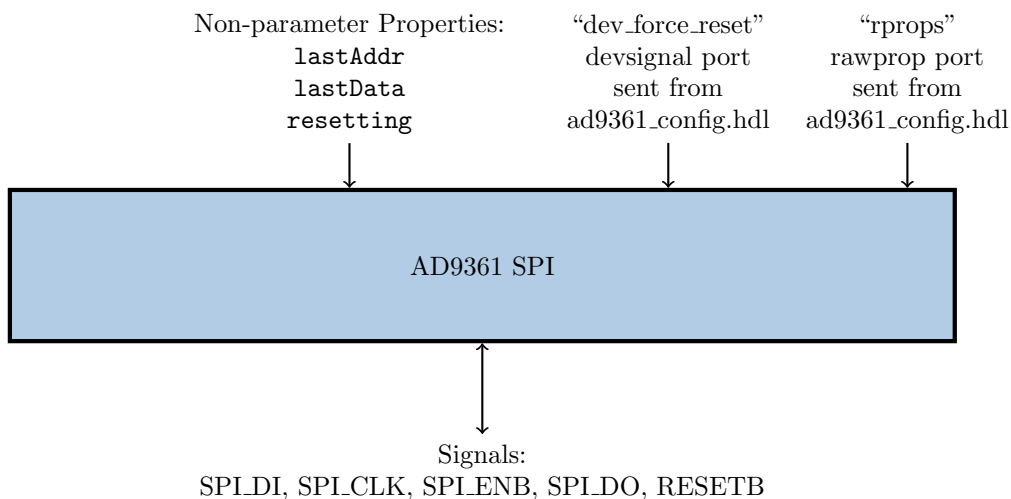 Non-parameter Properties:
lastAddr
lastData
resetting
“dev_force_reset”
devsignal port
sent from
ad9361_config.hdl
“rprops”
rawprop port
sent from
ad9361_config.hdl
AD9361 SPI
Signals:
SPI_DI, SPI_CLK, SPI_ENB, SPI_DO, RESETB